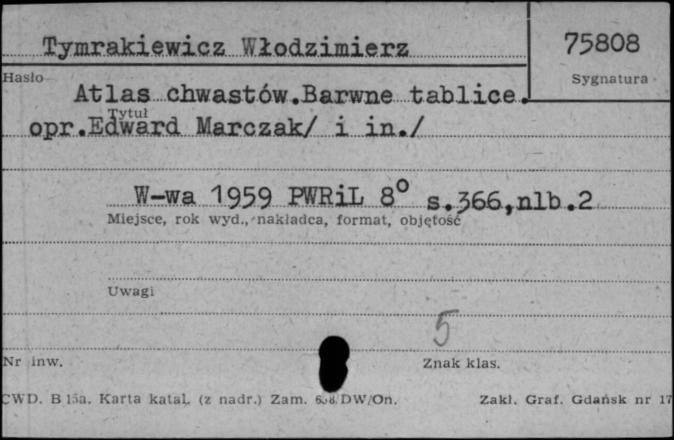 Tymrakiewicz Włodzimierz
75808
Hasło
Sygnatura
Atlas chwastów.Barwne tablice.
Tytuł
opr.Edward Marczak/ i in./
W-wa 1959 PWRiL 8° s.366,nlb.2
Miejsce, rok wyd., nakładca, format, objętość
Uwagi
5
Nr inw.
Znak klas.
CWD. B 15a. Karta katal. (z nadr.) Zam. DW/On.
Zakł. Graf. Gdańsk nr 17